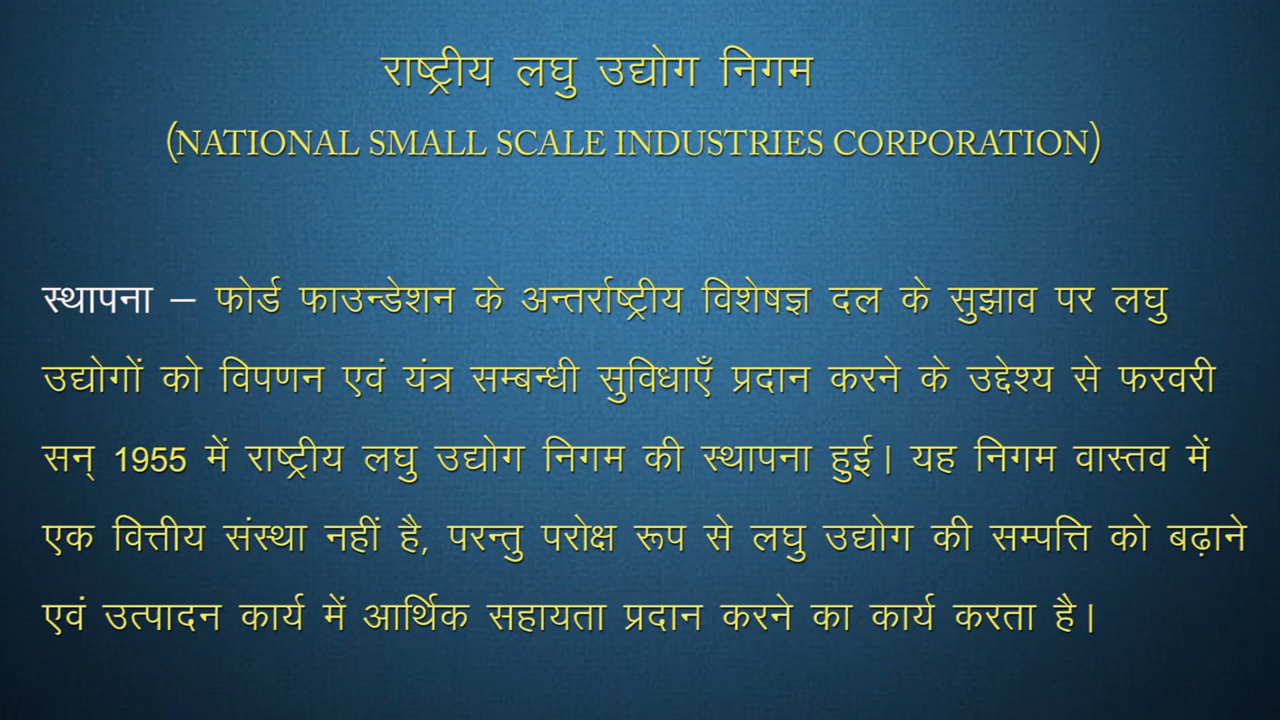 राष्ट्रीय लघु उद्योग निगम
(NATIONAL SMALL SCALE INDUSTRIES CORPORATION)
स्थापना – फोर्ड फाउन्डेशन के अन्तर्राष्ट्रीय विशेषज्ञ दल के सुझाव पर लघु
उद्योगों को विपणन एवं यंत्र सम्बन्धी सुविधाएँ प्रदान करने के उद्देश्य से फरवरी
सन् 1955 में राष्ट्रीय लघु उद्योग निगम की स्थापना हुई। यह निगम वास्तव में
एक वित्तीय संस्था नहीं है, परन्तु परोक्ष रूप से लघु उद्योग की सम्पत्ति को बढ़ाने
एवं उत्पादन कार्य में आर्थिक सहायता प्रदान करने का कार्य करता है।